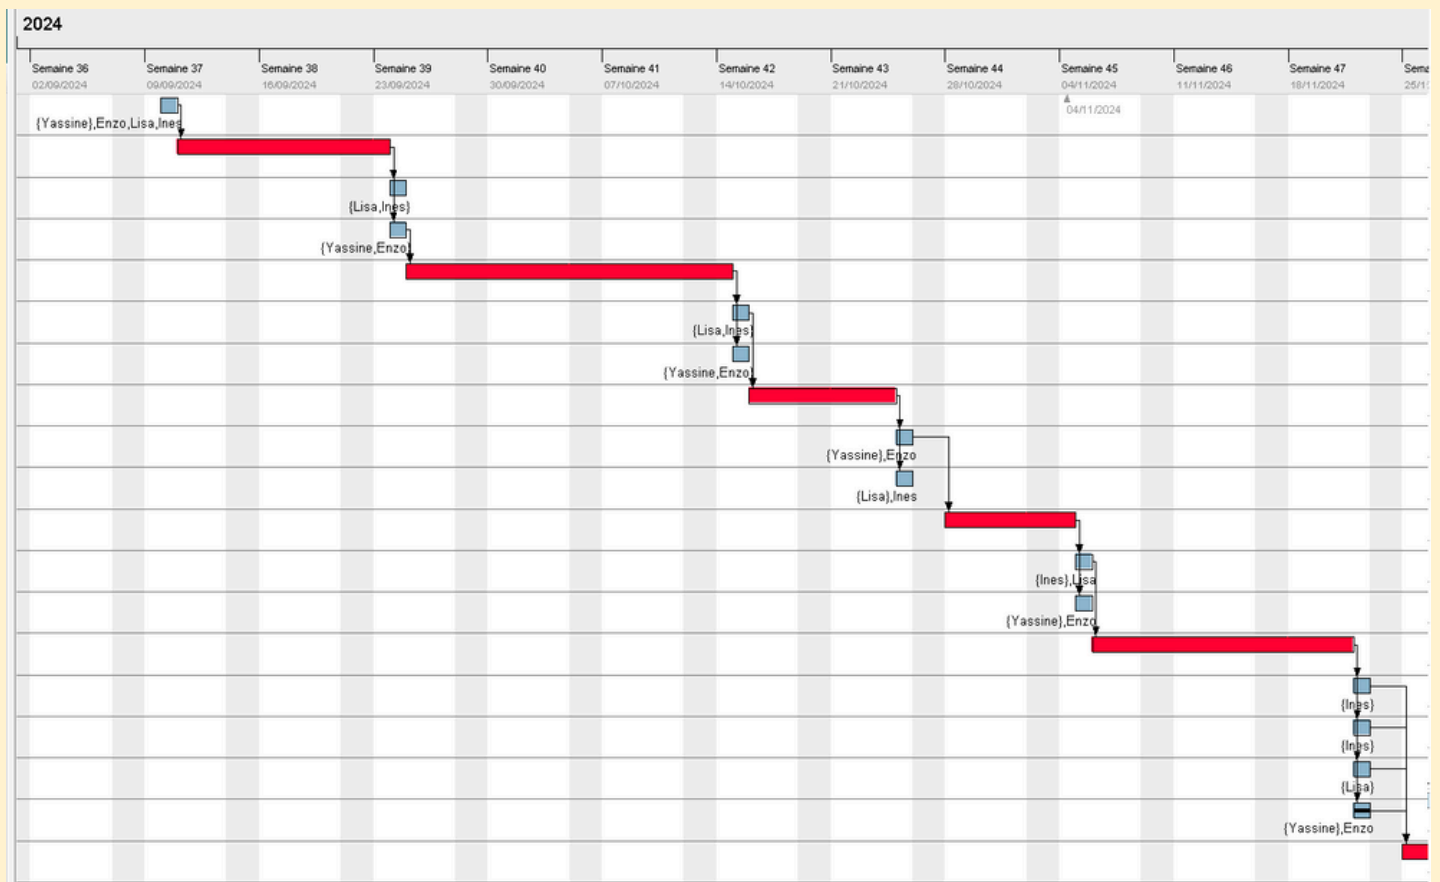 2024
Semaine 36 Semaine 37 Semaine 38 Semaine 39 Semaine 40 Semaine 41 Semaine 42 Semaine 43 Semaine 44 Semaine 45 Semaine 46 Semaine 47 Sema
02/09/2024 09/09/2024 16/09/2024 23/09/2024 30/09/2024 07/10/2024 14/10/2024 21/10/2024 28/10/2024 04/11/2024 11/11/2024 18/11/2024 25/1
04/11/2024
{Yassine},Enzo,Lisa,Ines
{Lisa,Ines}
{Yassine,Enzo}
{Lisa,Ines}
{Yassine,Enzo}
{Yassine},Enzo
{Lisa},Ines
{Ines},Lisa
{Yassine},Enzo
{Ines}
{Ines}
{Lisa}
{Yassine},Enzo